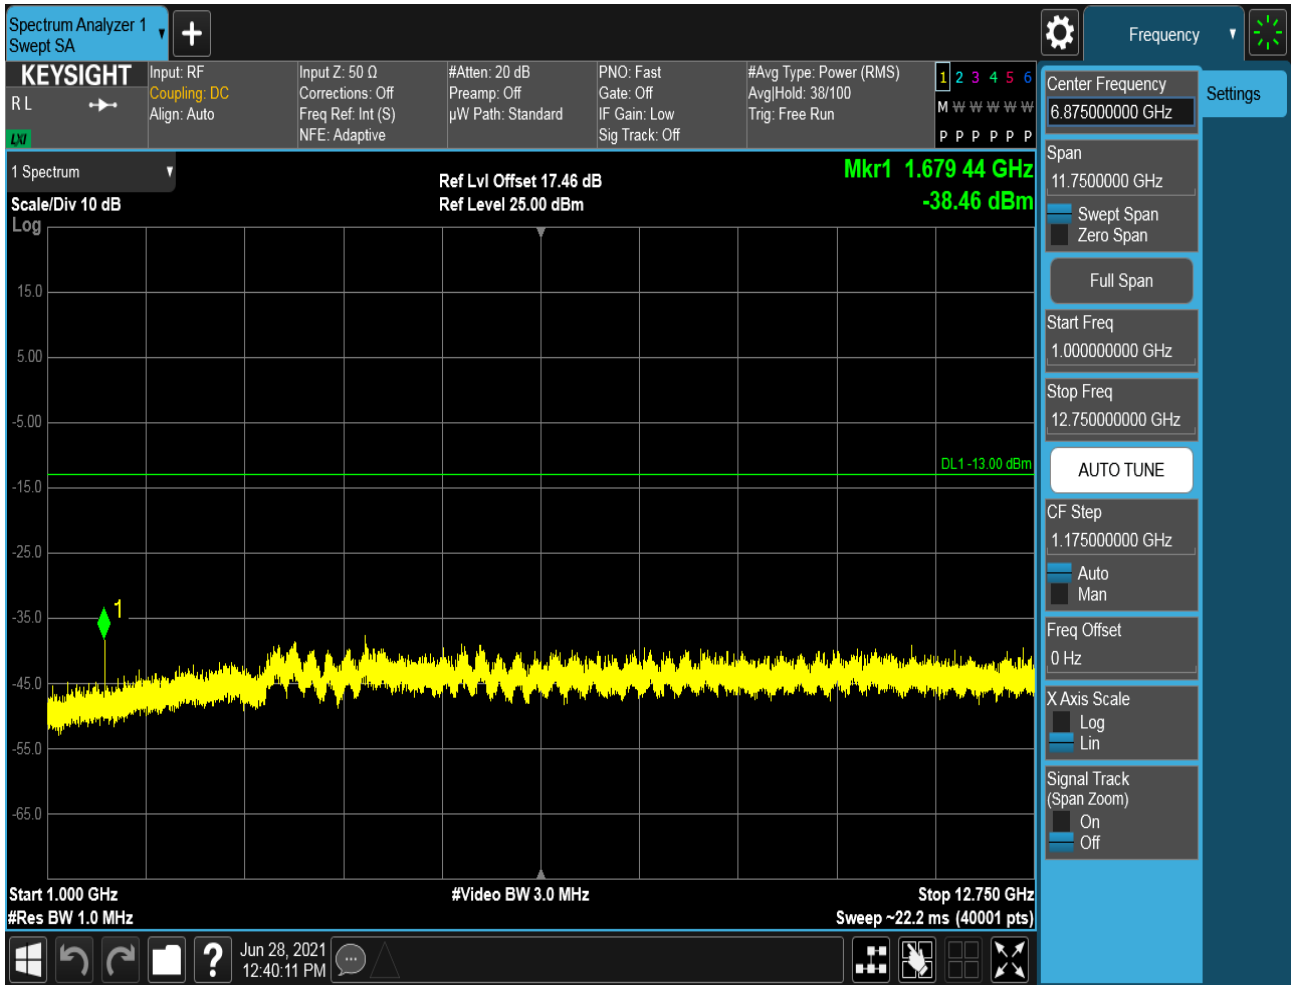 Spectrum Analyzer 1
Swept SA
Frequency
KEYSIGHT
R L
LXI
Input: RF
Coupling: DC
Align: Auto
Input Z: 50 Ω
Corrections: Off
Freq Ref: Int (S)
NFE: Adaptive
#Atten: 20 dB
Preamp: Off
µW Path: Standard
PNO: Fast
Gate: Off
IF Gain: Low
Sig Track: Off
#Avg Type: Power (RMS)
Avg|Hold: 38/100
Trig: Free Run
1 2 3 4 5 6
M W W W W W
P P P P P P
1 Spectrum
Scale/Div 10 dB
Log
Ref Lvl Offset 17.46 dB
Ref Level 25.00 dBm
Mkr1 1.679 44 GHz
-38.46 dBm
15.0
5.00
-5.00
DL1 -13.00 dBm
-15.0
-25.0
1
-35.0
-45.0
-55.0
-65.0
Start 1.000 GHz
#Res BW 1.0 MHz
#Video BW 3.0 MHz
Stop 12.750 GHz
Sweep ~22.2 ms (40001 pts)
Jun 28, 2021
12:40:11 PM
Center Frequency
6.875000000 GHz
Settings
Span
11.7500000 GHz
Swept Span
Zero Span
Full Span
Start Freq
1.000000000 GHz
Stop Freq
12.750000000 GHz
AUTO TUNE
CF Step
1.175000000 GHz
Auto
Man
Freq Offset
0 Hz
X Axis Scale
Log
Lin
Signal Track
(Span Zoom)
On
Off